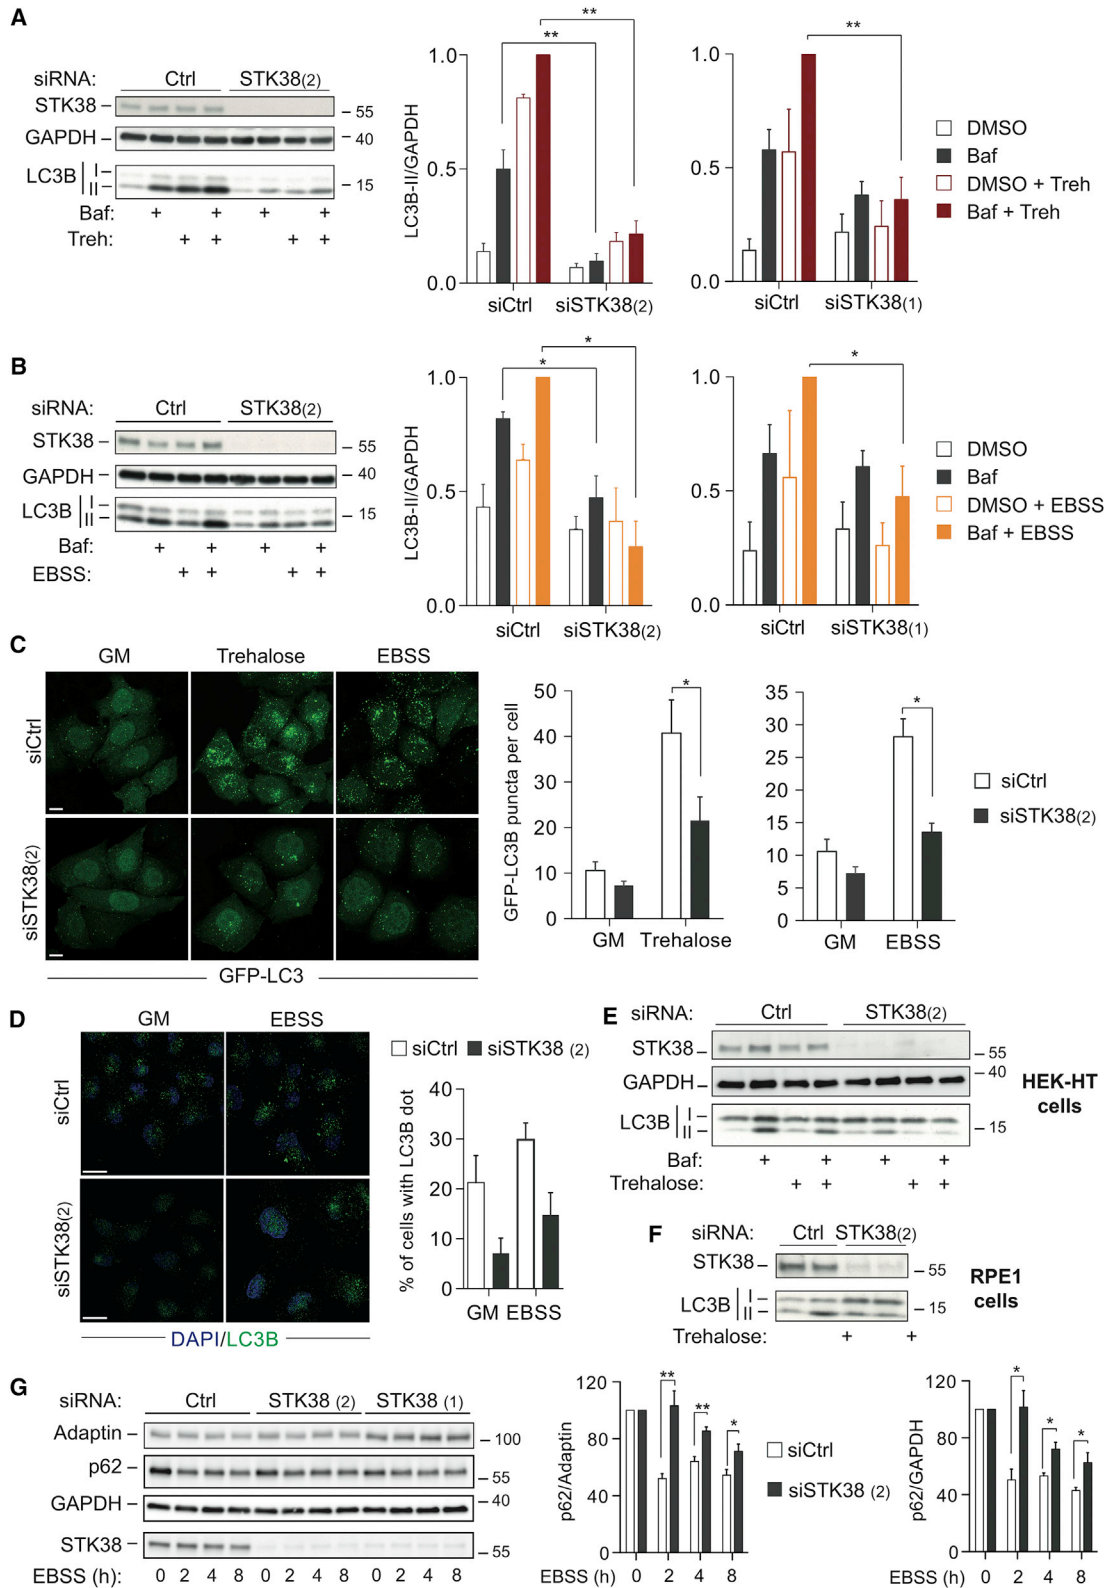 A
siRNA: Ctrl STK38(2)
STK38 – – 55
GAPDH – – 40
LC3B I – II – – 15
Baf: + + + +
Treh: + + + +
LC3B-II/GAPDH
1.0
0.5
0.0
siCtrl siSTK38(2)
** **
1.0
0.5
0.0
siCtrl siSTK38(1)
**
DMSO
Baf
DMSO + Treh
Baf + Treh
B
siRNA: Ctrl STK38(2)
STK38 – 55
GAPDH – 40
LC3B I – II – – 15
Baf: + + + +
EBSS: + + + +
LC3B-II/GAPDH
1.0
0.5
0.0
siCtrl siSTK38(2)
* *
1.0
0.5
0.0
siCtrl siSTK38(1)
*
DMSO
Baf
DMSO + EBSS
Baf + EBSS
C
GM Trehalose EBSS
siCtrl
siSTK38(2)
GFP-LC3
GFP-LC3B puncta per cell
50
40
30
20
10
0
GM Trehalose
*
35
30
25
20
15
10
5
0
GM EBSS
*
siCtrl
siSTK38(2)
D
GM EBSS
siCtrl
siSTK38(2)
DAPI/LC3B
siCtrl siSTK38 (2)
% of cells with LC3B dot
40
30
20
10
0
GM EBSS
E
siRNA: Ctrl STK38(2)
STK38 – – 55
GAPDH – – 40
LC3B I – II – – 15
Baf: + + + +
Trehalose: + + + +
HEK-HT
cells
F
siRNA: Ctrl STK38(2)
STK38 – – 55
LC3B I – II – – 15
Trehalose: + +
RPE1
cells
G
siRNA: Ctrl STK38 (2) STK38 (1)
Adaptin – – 100
p62 – – 55
GAPDH – – 40
STK38 – – 55
EBSS (h): 0 2 4 8 0 2 4 8 0 2 4 8
p62/Adaptin
120
80
40
0
** ** *
EBSS (h) 0 2 4 8
siCtrl
siSTK38 (2)
p62/GAPDH
120
80
40
0
* * *
EBSS (h) 0 2 4 8